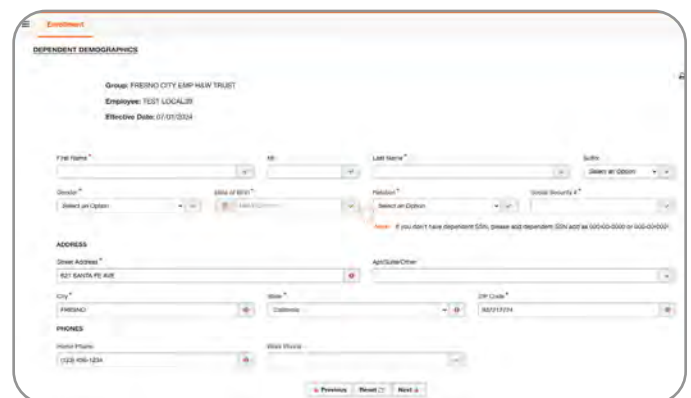 Enrollment
DEPENDENT DEMOGRAPHICS
Group: FRESNO CITY EMP H&W TRUST
Employee: TEST LOCAL39
Effective Date: 07/01/2024
First Name * MI Last Name * Suffix
Select an Option
Gender * Date of Birth * Relation * Social Security # *
Select an Option Select an Option
Note: If you don't have dependent SSN, please add dependent SSN add as 000-00-0000 or
ADDRESS
Street Address * Apt/Suite/Other
621 SANTA FE AVE
City * State * ZIP Code *
FRESNO California
PHONES
Home Phone Work Phone
(123) 456-1234
Previous Reset Next